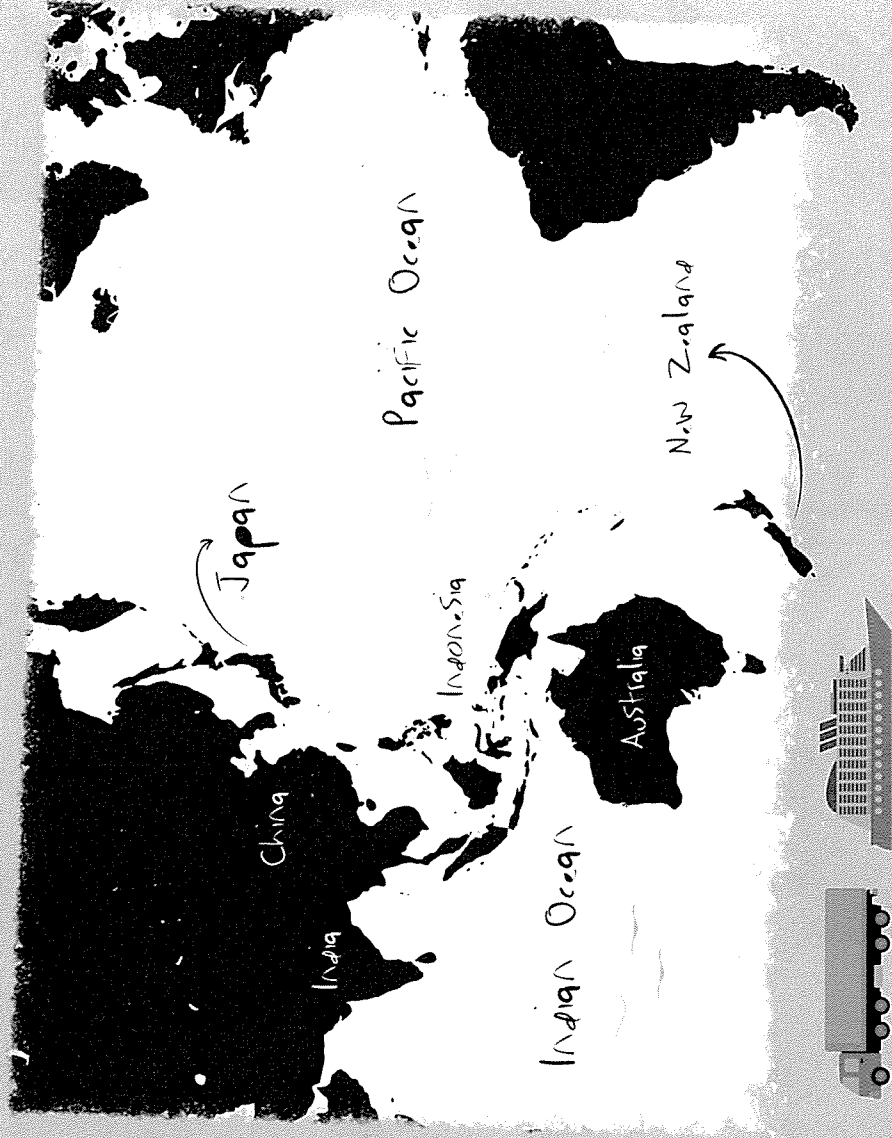 China
India
Japan
Indonesia
Pacific Ocean
Indian Ocean
Australia
New Zealand